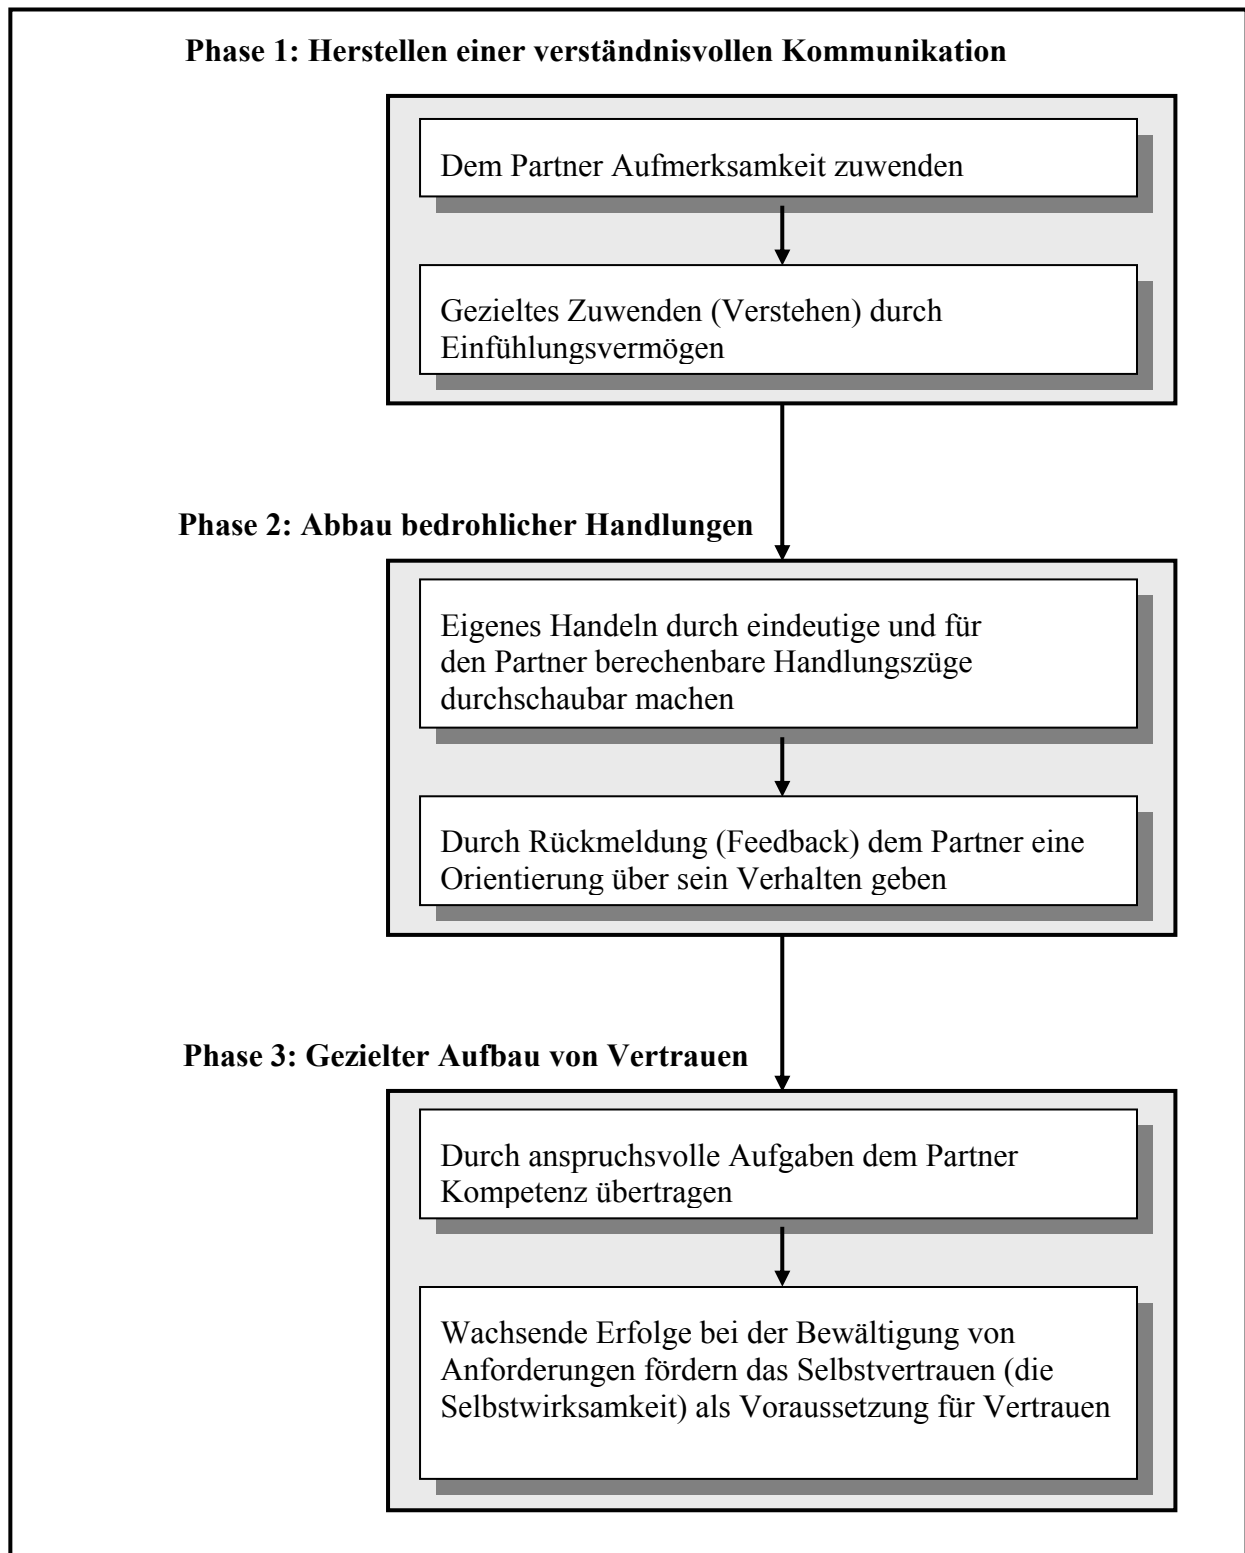 Phase 1: Herstellen einer verständnisvollen Kommunikation
Dem Partner Aufmerksamkeit zuwenden
Gezieltes Zuwenden (Verstehen) durch
Einfühlungsvermögen
Phase 2: Abbau bedrohlicher Handlungen
Eigenes Handeln durch eindeutige und für
den Partner berechenbare Handlungszüge
durchschaubar machen
Durch Rückmeldung (Feedback) dem Partner eine
Orientierung über sein Verhalten geben
Phase 3: Gezielter Aufbau von Vertrauen
Durch anspruchsvolle Aufgaben dem Partner
Kompetenz übertragen
Wachsende Erfolge bei der Bewältigung von
Anforderungen fördern das Selbstvertrauen (die
Selbstwirksamkeit) als Voraussetzung für Vertrauen